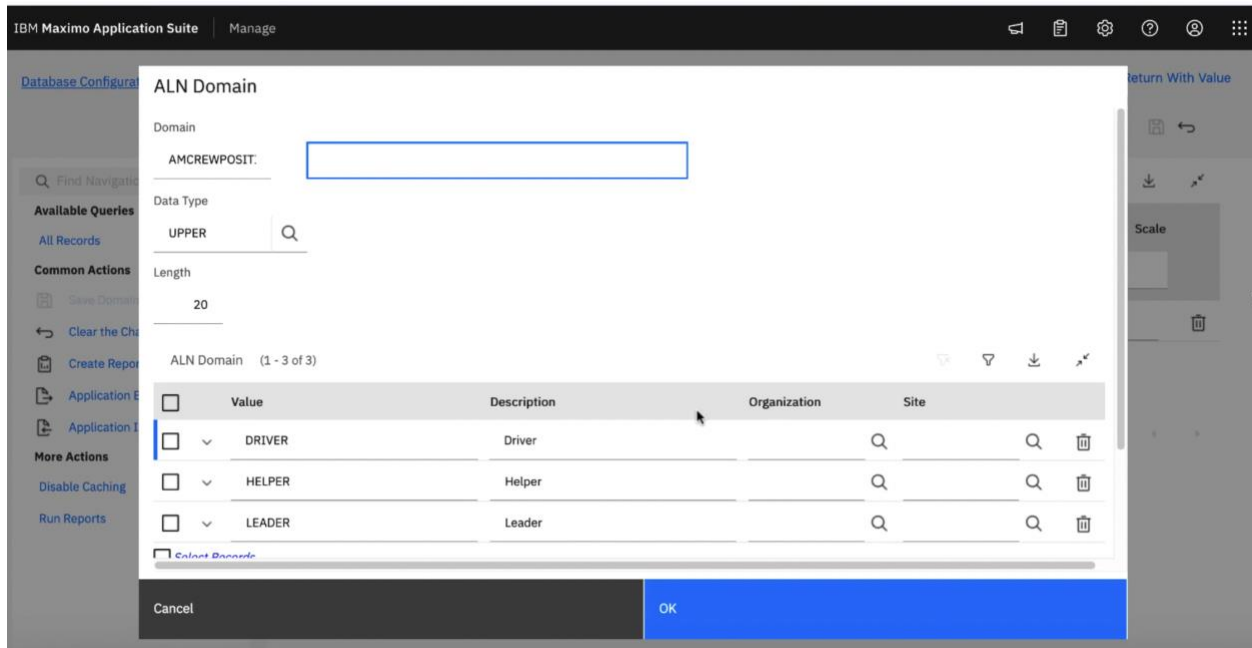 IBM Maximo Application Suite Manage
Database Configurat
Return With Value
ALN Domain
Domain
AMCREWPOSIT
Data Type
UPPER
Length
20
Find Navigatio
Available Queries
All Records
Common Actions
Save Domain
Clear the Cha
Create Repor
Application E
Application I
More Actions
Disable Caching
Run Reports
Scale
ALN Domain (1 - 3 of 3)
Value Description Organization Site
DRIVER Driver
HELPER Helper
LEADER Leader
Select Records
Cancel OK